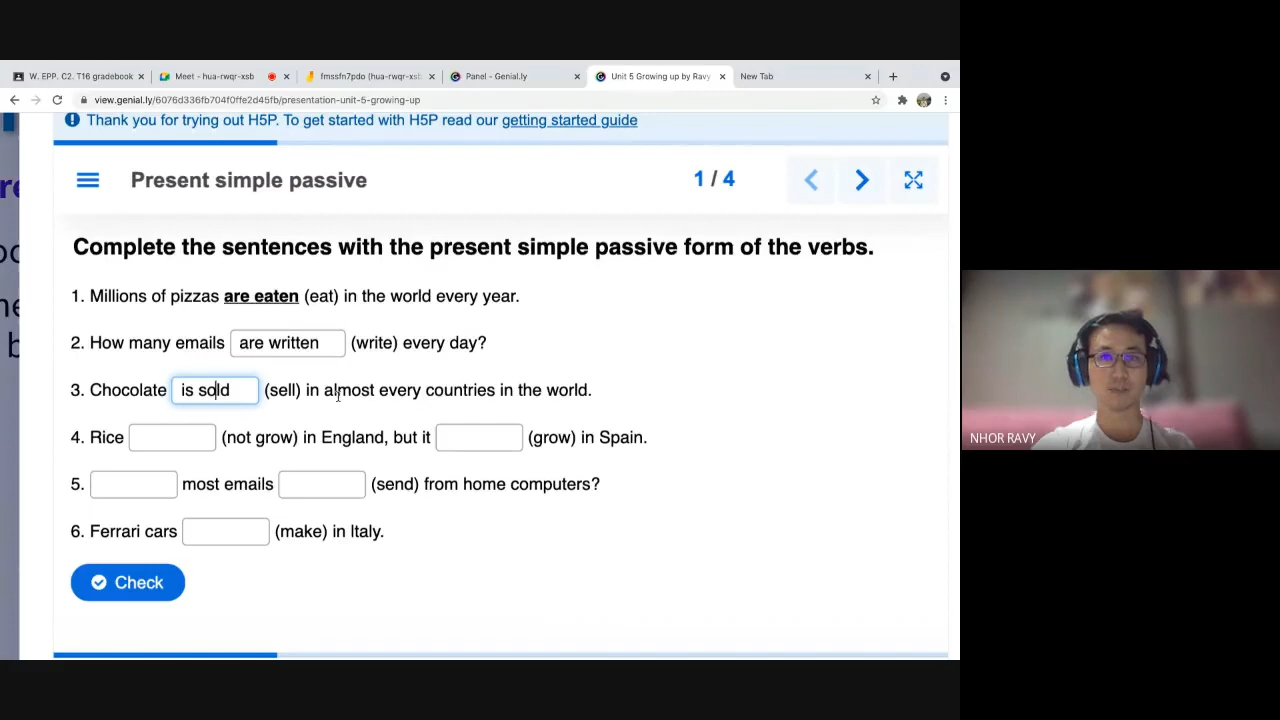 W. EPP. C2. T16 gradebook
Meet - hua-rwqr-xsb
fmssfn7pdo (hua-rwqr-xsb
Panel - Genial.ly
Unit 5 Growing up by Ravy
New Tab
view.genial.ly/6076d336fb704f0ffe2d45fb/presentation-unit-5-growing-up
Thank you for trying out H5P. To get started with H5P read our getting started guide
Present simple passive
1 / 4
Complete the sentences with the present simple passive form of the verbs.
1. Millions of pizzas are eaten (eat) in the world every year.
2. How many emails are written (write) every day?
3. Chocolate is sold (sell) in almost every countries in the world.
4. Rice (not grow) in England, but it (grow) in Spain.
5. most emails (send) from home computers?
6. Ferrari cars (make) in Italy.
Check
NHOR RAVY